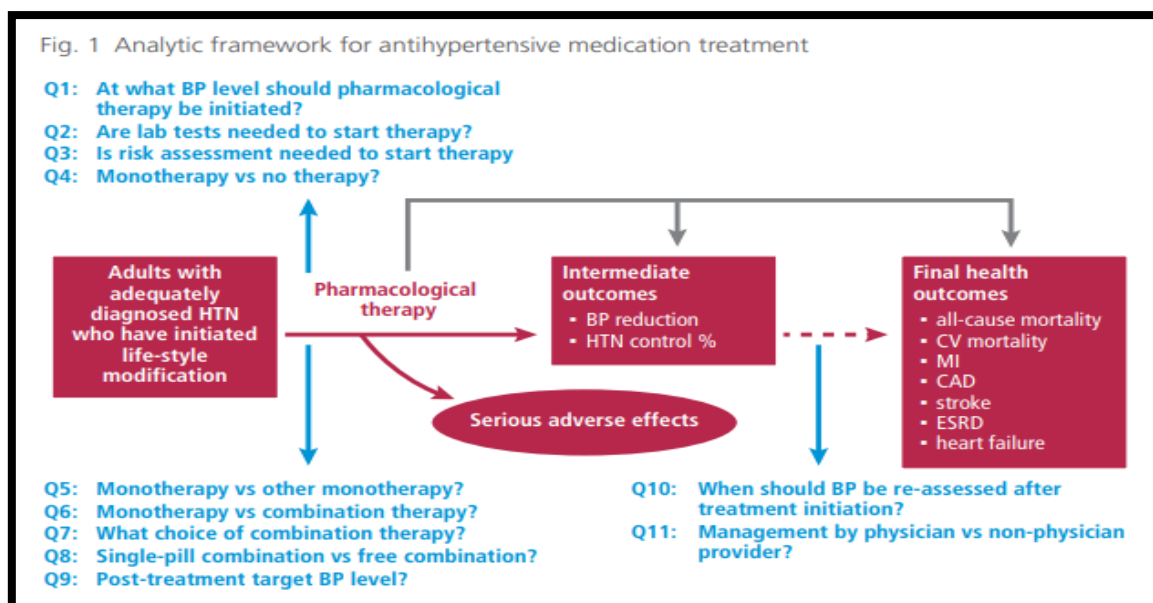 Fig. 1 Analytic framework for antihypertensive medication treatment
Q1: At what BP level should pharmacological
therapy be initiated?
Q2: Are lab tests needed to start therapy?
Q3: Is risk assessment needed to start therapy
Q4: Monotherapy vs no therapy?
Adults with
adequately
diagnosed HTN
who have initiated
life-style
modification
Pharmacological
therapy
Intermediate
outcomes
▪ BP reduction
▪ HTN control %
Final health
outcomes
▪ all-cause mortality
▪ CV mortality
▪ MI
▪ CAD
▪ stroke
▪ ESRD
▪ heart failure
Serious adverse effects
Q5: Monotherapy vs other monotherapy?
Q6: Monotherapy vs combination therapy?
Q7: What choice of combination therapy?
Q8: Single-pill combination vs free combination?
Q9: Post-treatment target BP level?
Q10: When should BP be re-assessed after
treatment initiation?
Q11: Management by physician vs non-physician
provider?